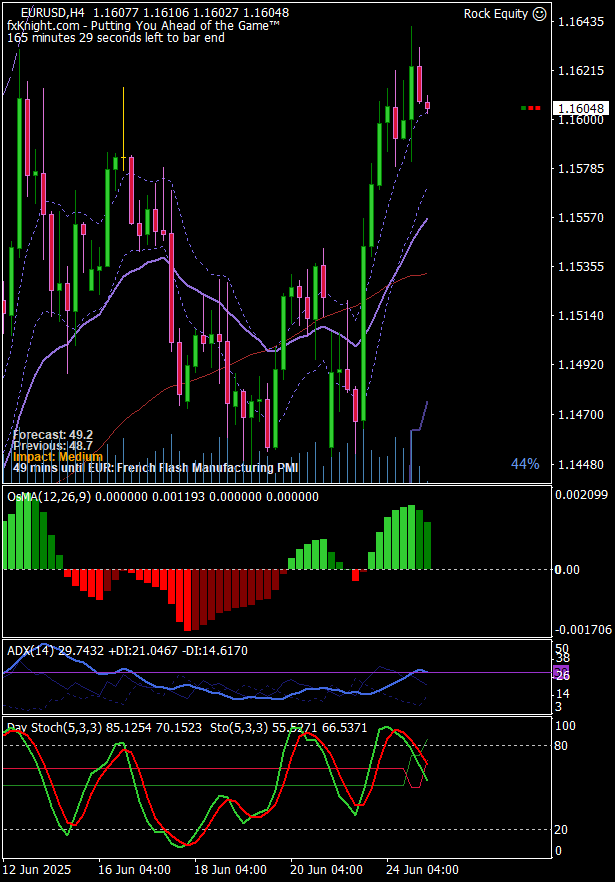 EURUSD,H4 1.16077 1.16106 1.16027 1.16048
Rock Equity ☺
fxKnight.com - Putting You Ahead of the Game™
165 minutes 29 seconds left to bar end
1.16435
1.16215
1.16048
1.16000
1.15785
1.15570
1.15355
1.15140
1.14920
1.14700
1.14480
Forecast: 49.2
Previous: 48.7
Impact: Medium
49 mins until EUR: French Flash Manufacturing PMI
44%
OsMA(12,26,9) 0.000000 0.001193 0.000000 0.000000
0.002099
0.00
-0.001706
ADX(14) 29.7432 +DI:21.0467 -DI:14.6170
50
38
26
14
3
Day Stoch(5,3,3) 85.1254 70.1523 Sto(5,3,3) 55.5271 66.5371
100
80
20
0
12 Jun 2025
16 Jun 04:00
18 Jun 04:00
20 Jun 04:00
24 Jun 04:00